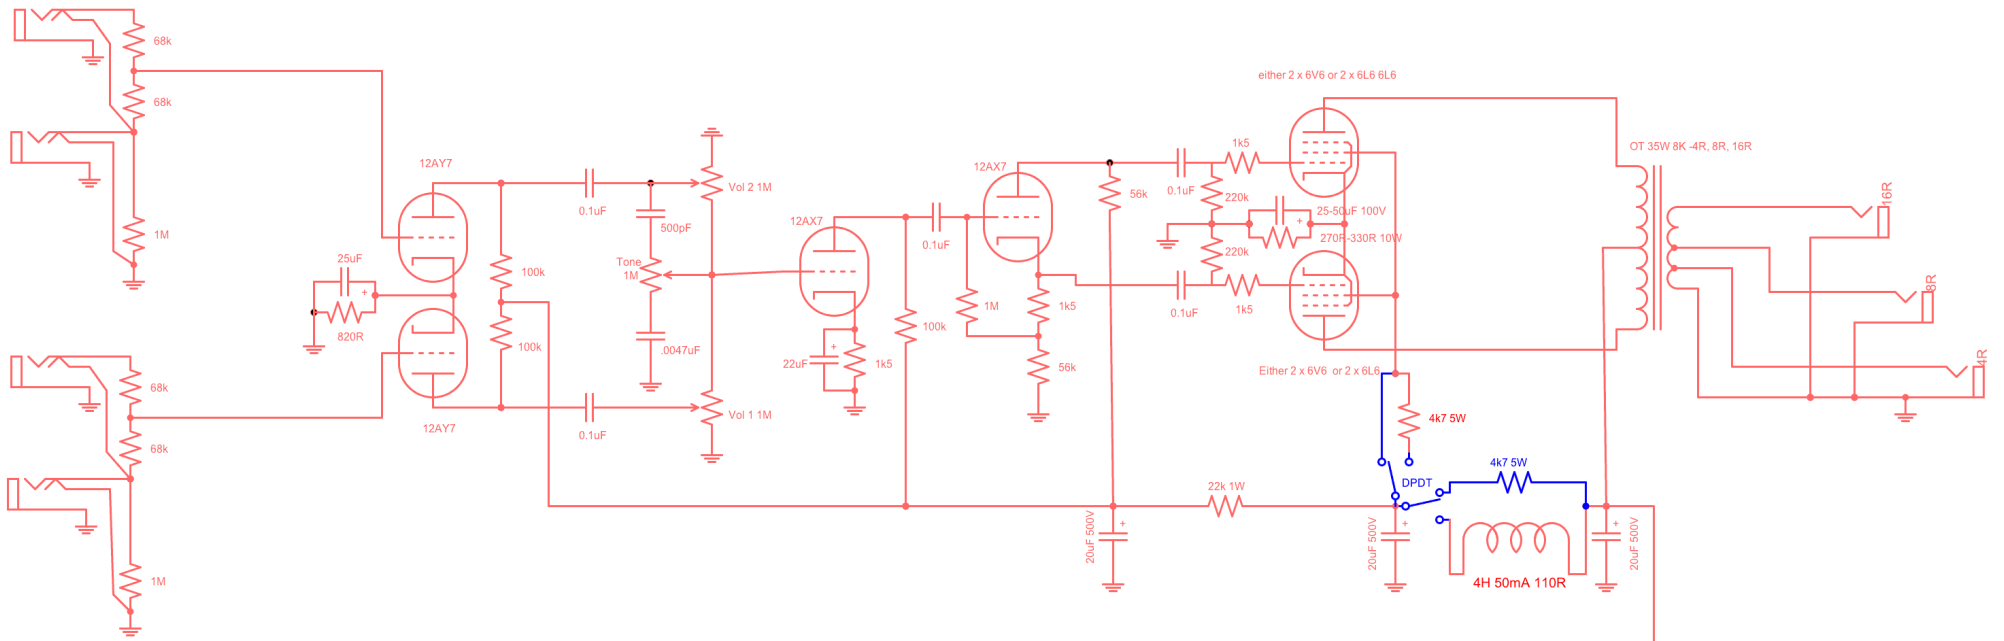 either 2 x 6V6 or 2 x 6L6 6L6
68k
68k
1M
12AY7
25uF
+
820R
12AY7
100k
100k
0.1uF
0.1uF
500pF
Tone
1M
.0047uF
Vol 2 1M
Vol 1 1M
12AX7
22uF
+
1k5
100k
0.1uF
12AX7
1M
1k5
56k
56k
0.1uF
0.1uF
1k5
220k
220k
1k5
25-50uF 100V
+
270R-330R 10W
Either 2 x 6V6 or 2 x 6L6
OT 35W 8K -4R, 8R, 16R
16R
8R
4R
4k7 5W
4k7 5W
DPDT
22k 1W
20uF 500V
+
20uF 500V
+
20uF 500V
+
4H 50mA 110R
68k
68k
1M